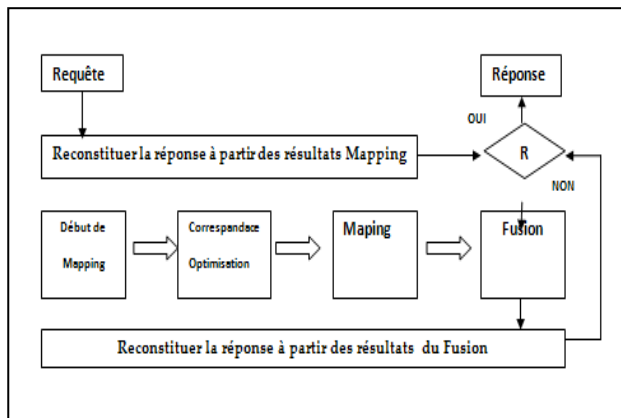 Requête
Réponse
OUI
Reconstituer la réponse à partir des résultats Mapping
R
NON
Début de
Mapping
Correspandace
Optimisation
Maping
Fusion
Reconstituer la réponse à partir des résultats du Fusion